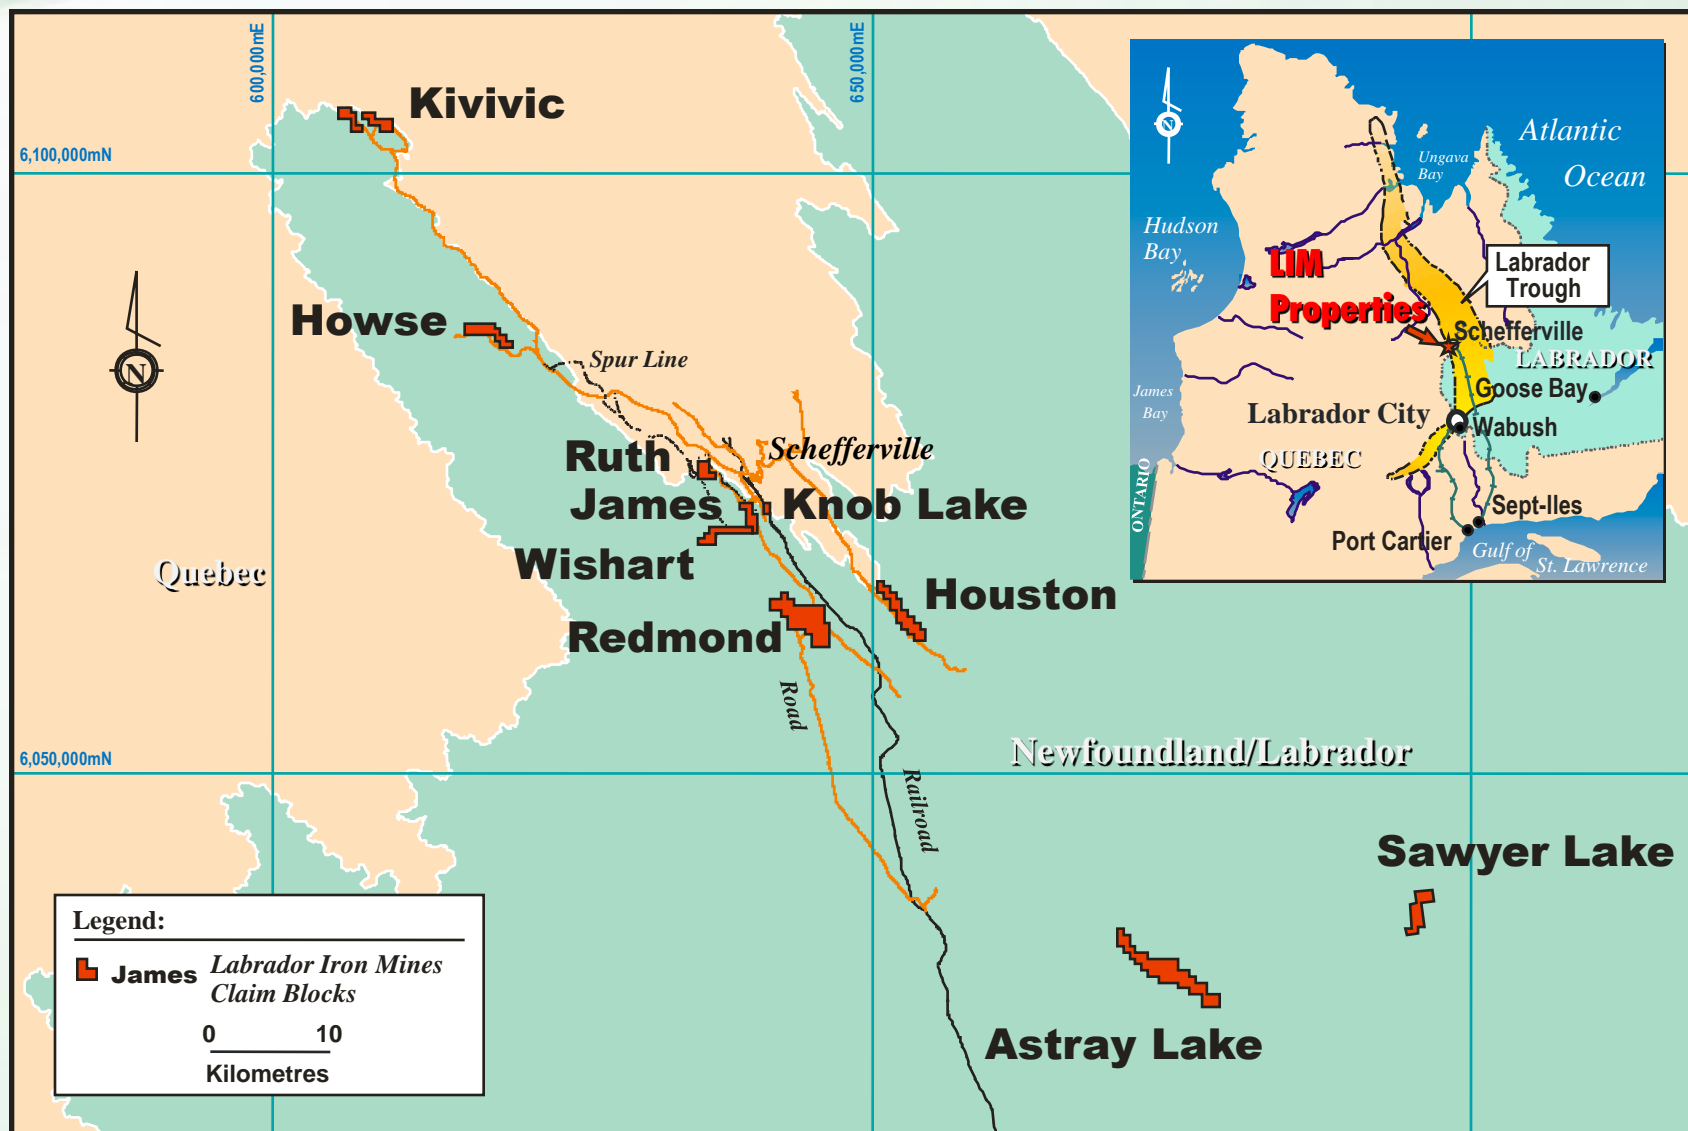 600,000mE
650,000mE
6,100,000mN
6,050,000mN
Kivivic
Howse
Spur Line
Ruth
Schefferville
James
Knob Lake
Wishart
Quebec
Houston
Redmond
Road
Newfoundland/Labrador
Railroad
Sawyer Lake
Astray Lake
N
Legend:
James
Labrador Iron Mines
Claim Blocks
0 10
Kilometres
N
Atlantic
Ocean
Ungava
Bay
Hudson
Bay
LIM
Properties
Labrador
Trough
Schefferville
LABRADOR
James
Bay
Goose Bay
Labrador City
Wabush
QUEBEC
ONTARIO
Sept-Iles
Port Cartier
Gulf of
St. Lawrence